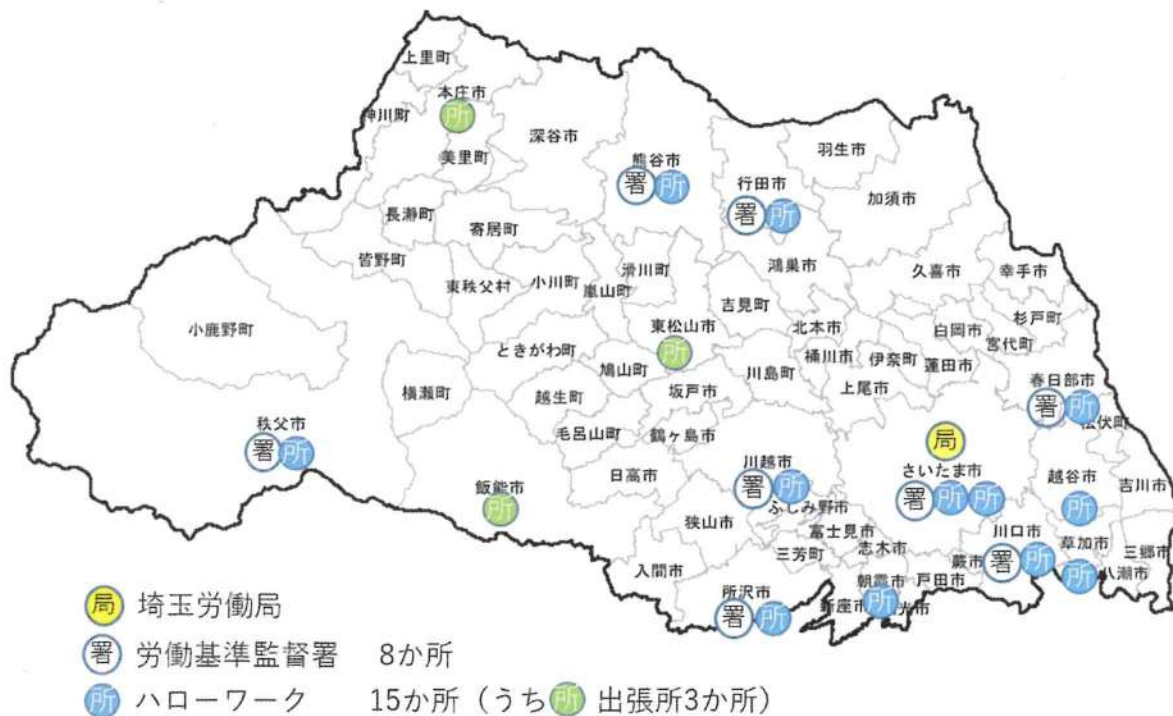 上里町
本庄市
所
神川町
美里町
深谷市
熊谷市
署 所
行田市
署 所
羽生市
加須市
長瀞町
寄居町
皆野町
東秩父村
小川町
嵐山町
滑川町
吉見町
鴻巣市
久喜市
幸手市
小鹿野町
東松山市
所
北本市
白岡市
杉戸町
宮代町
ときがわ町
鳩山町
川島町
桶川市
伊奈町
蓮田市
横瀬町
越生町
坂戸市
上尾市
春日部市
署 所
松伏町
秩父市
署 所
毛呂山町
鶴ヶ島市
局
さいたま市
署 所 所
日高市
川越市
署 所
越谷市
所
吉川市
飯能市
所
ふじみ野市
狭山市
富士見市
川口市
署 所
草加市
所
三郷市
八潮市
三芳町
志木市
蕨市
入間市
所沢市
署 所
朝霞市
所
戸田市
新座市
光市
局 埼玉労働局
署 労働基準監督署 8か所
所 ハローワーク 15か所(うち所出張所3か所)